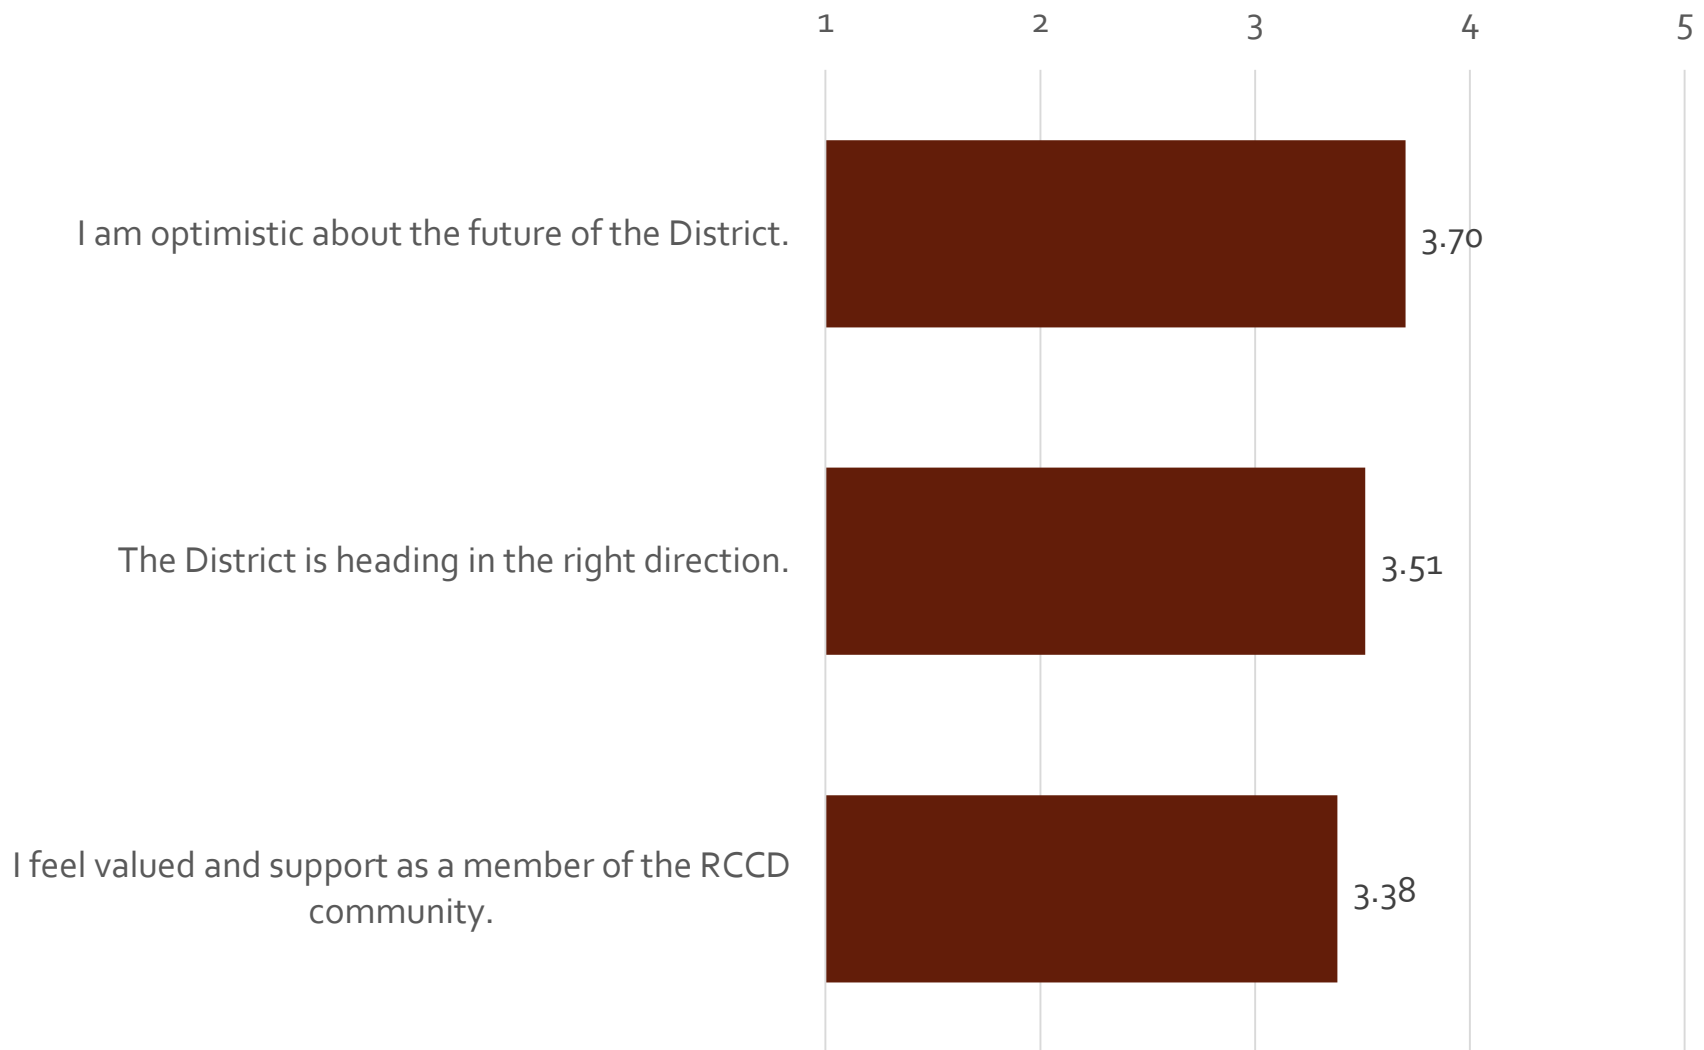 1 2 3 4 5
I am optimistic about the future of the District.
3.70
The District is heading in the right direction.
3.51
I feel valued and support as a member of the RCCD
community.
3.38